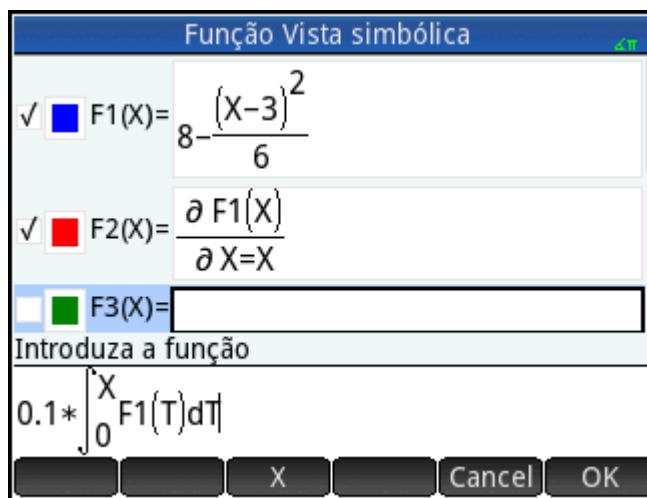 Função Vista simbólica
∡π
√ F1(X)= 8-(X-3)^2/6
√ F2(X)= ∂ F1(X)/∂ X=X
F3(X)=
Introduza a função
0.1*∫_0^X F1(T)dT
X Cancel OK